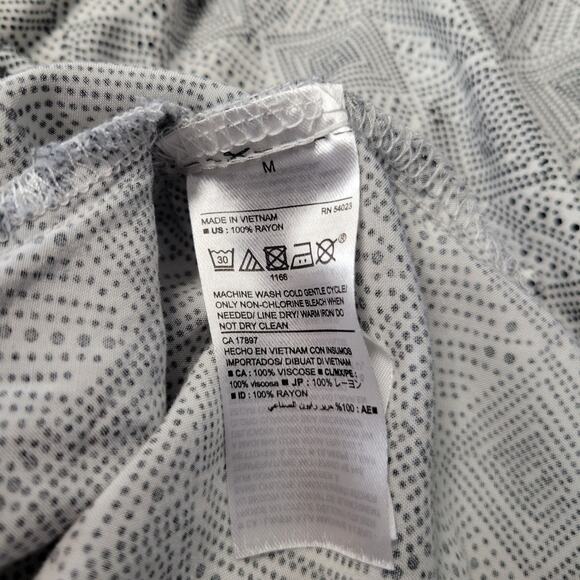 M
MADE IN VIETNAM RN 54023
■ US : 100% RAYON
30
®
1166
MACHINE WASH COLD GENTLE CYCLE/
ONLY NON-CHLORINE BLEACH WHEN
NEEDED/ LINE DRY/ WARM IRON DO
NOT DRY CLEAN
CA 17897
HECHO EN VIETNAM CON INSUMOS
IMPORTADOS/ DIBUAT DI VIETNAM
■ CA : 100% VISCOSE ■ CL/MX/PE :
100% viscosa ■ JP : 100% レーヨン
■ ID : 100% RAYON
■ AE : %100 حرير رايون الصناعي